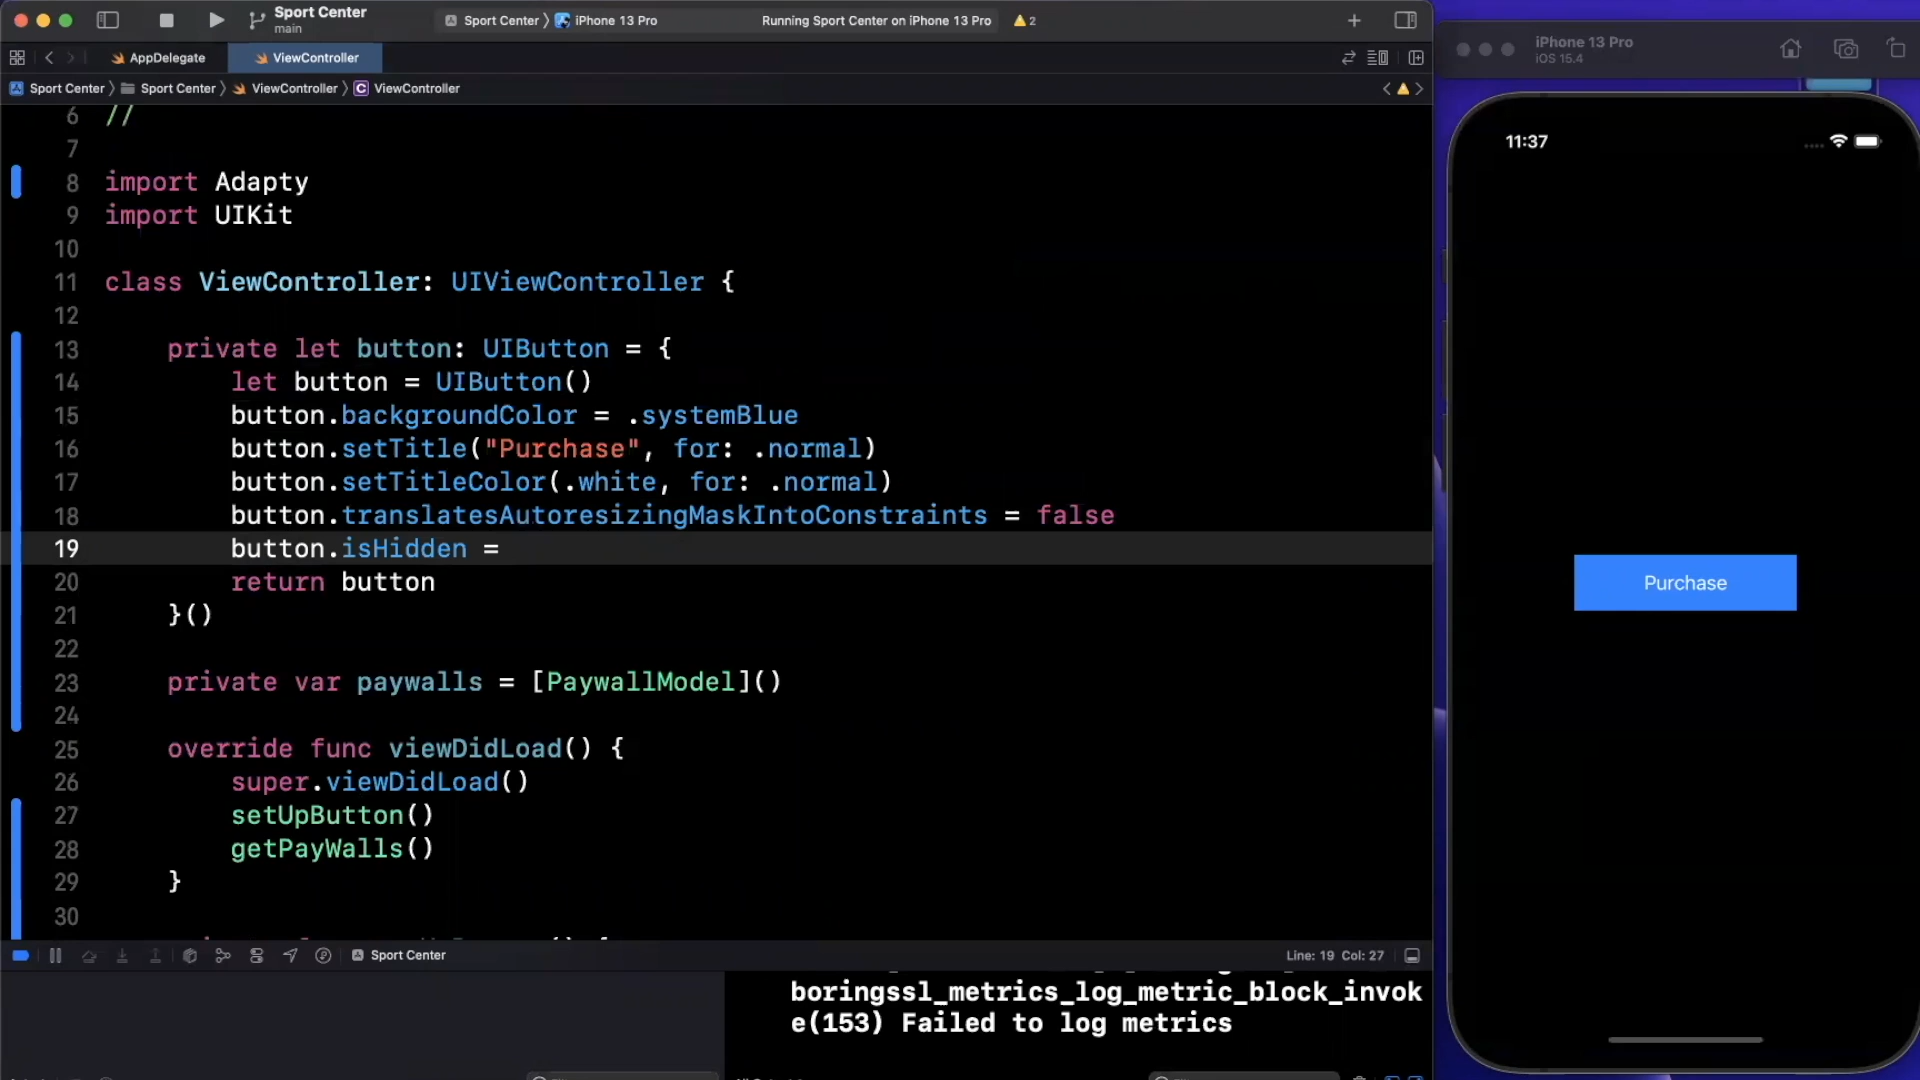 Sport Center
main
Sport Center
iPhone 13 Pro
Running Sport Center on iPhone 13 Pro
2
AppDelegate
ViewController
Sport Center
Sport Center
ViewController
C ViewController
6 //
7
8 import Adapty
9 import UIKit
10
11 class ViewController: UIViewController {
12
13 private let button: UIButton = {
14 let button = UIButton()
15 button.backgroundColor = .systemBlue
16 button.setTitle("Purchase", for: .normal)
17 button.setTitleColor(.white, for: .normal)
18 button.translatesAutoresizingMaskIntoConstraints = false
19 button.isHidden =
20 return button
21 }()
22
23 private var paywalls = [PaywallModel]()
24
25 override func viewDidLoad() {
26 super.viewDidLoad()
27 setUpButton()
28 getPayWalls()
29 }
30
Sport Center
Line: 19 Col: 27
boringssl_metrics_log_metric_block_invok
e(153) Failed to log metrics
iPhone 13 Pro
iOS 15.4
11:37
Purchase